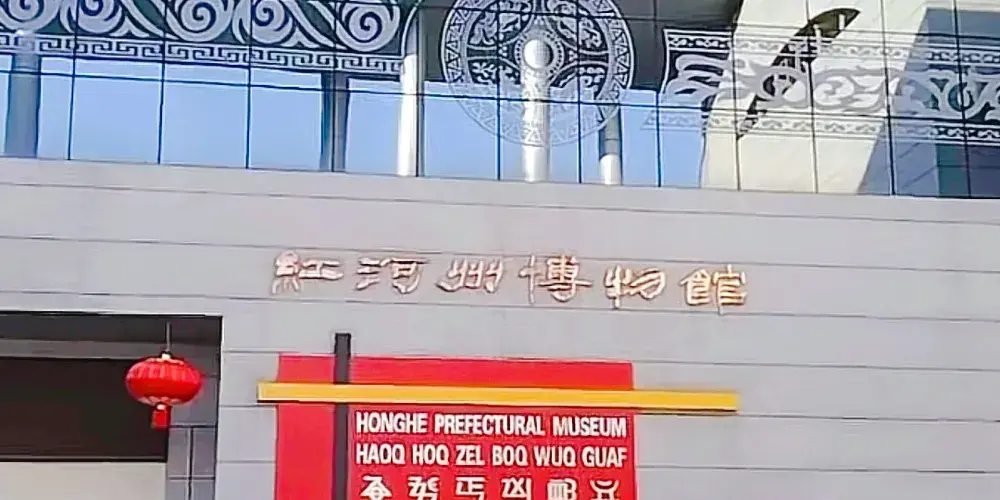 紅河州博物館
HONGHE PREFECTURAL MUSEUM
HAOQ HOQ ZEL BOQ WUQ GUAF